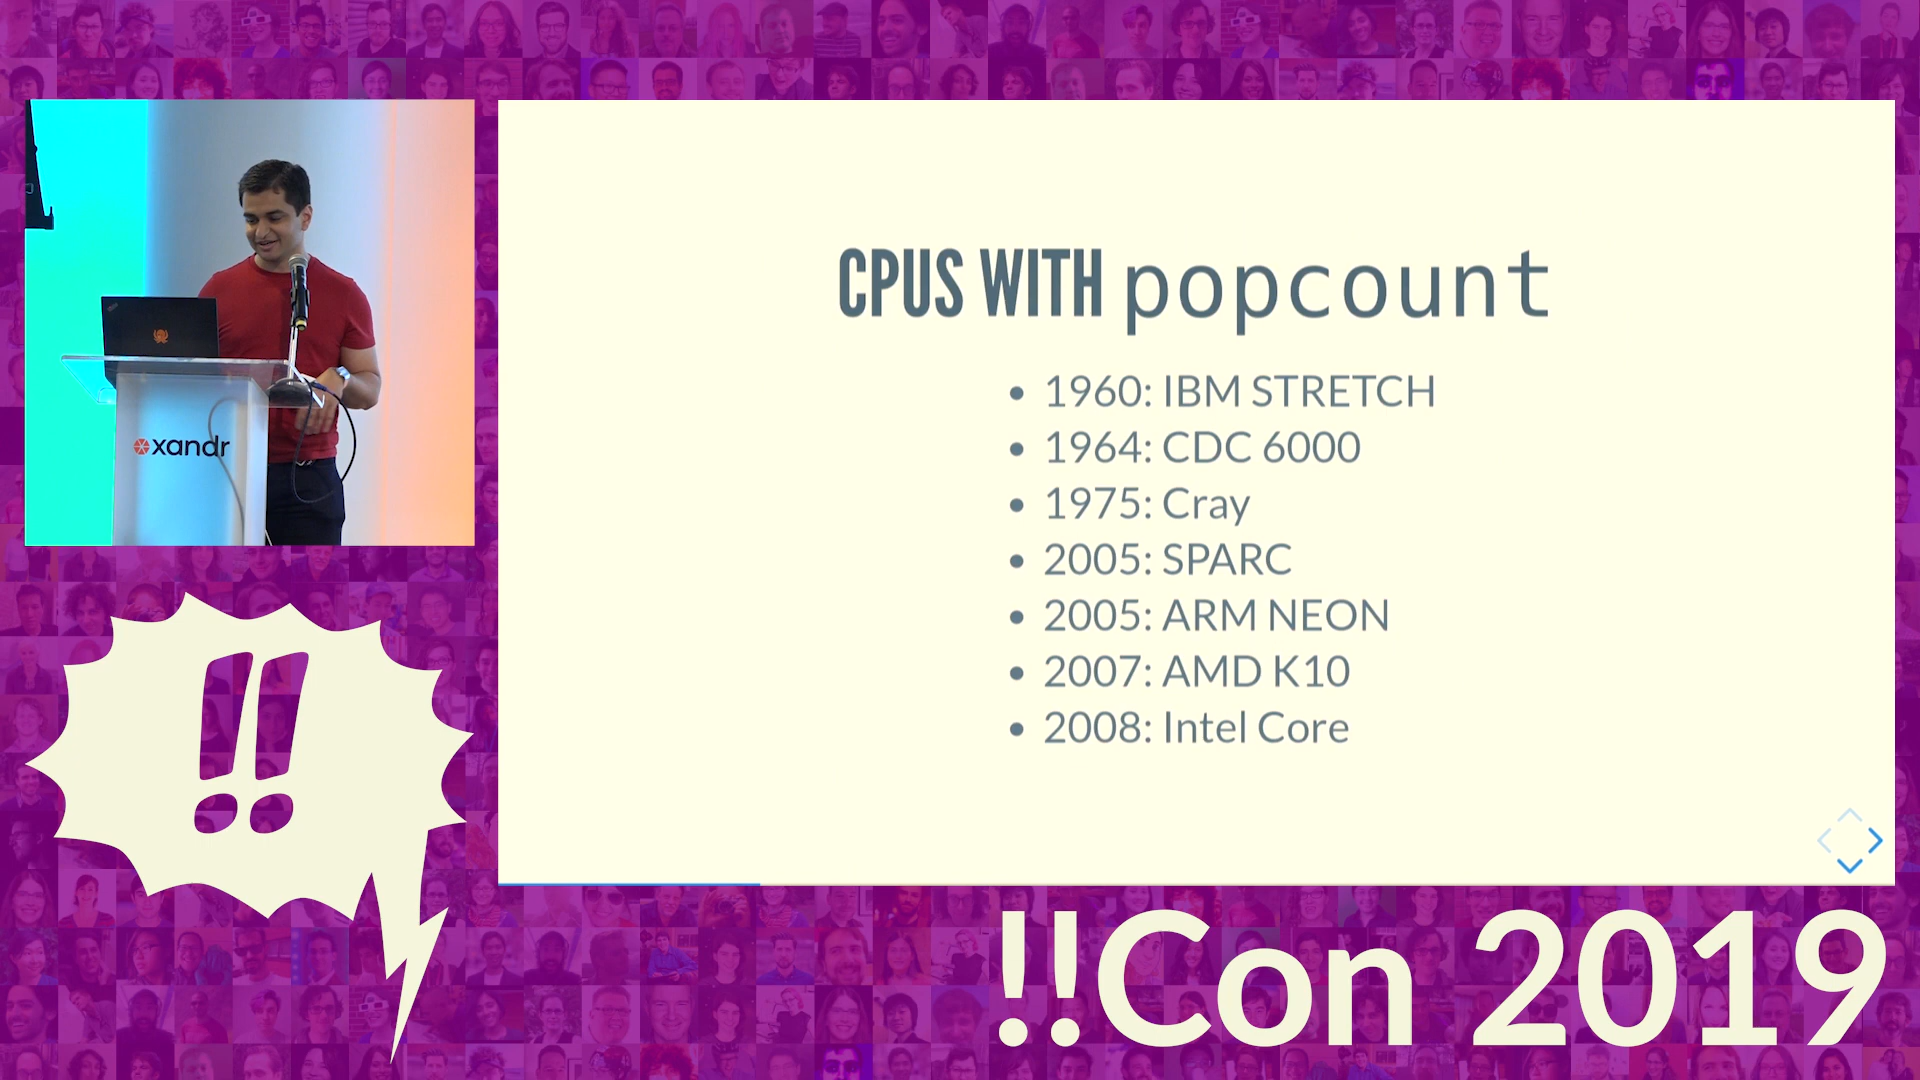 CPUS WITH popcount
• 1960: IBM STRETCH
• 1964: CDC 6000
• 1975: Cray
• 2005: SPARC
• 2005: ARM NEON
• 2007: AMD K10
• 2008: Intel Core
xandr
!!
!!Con 2019